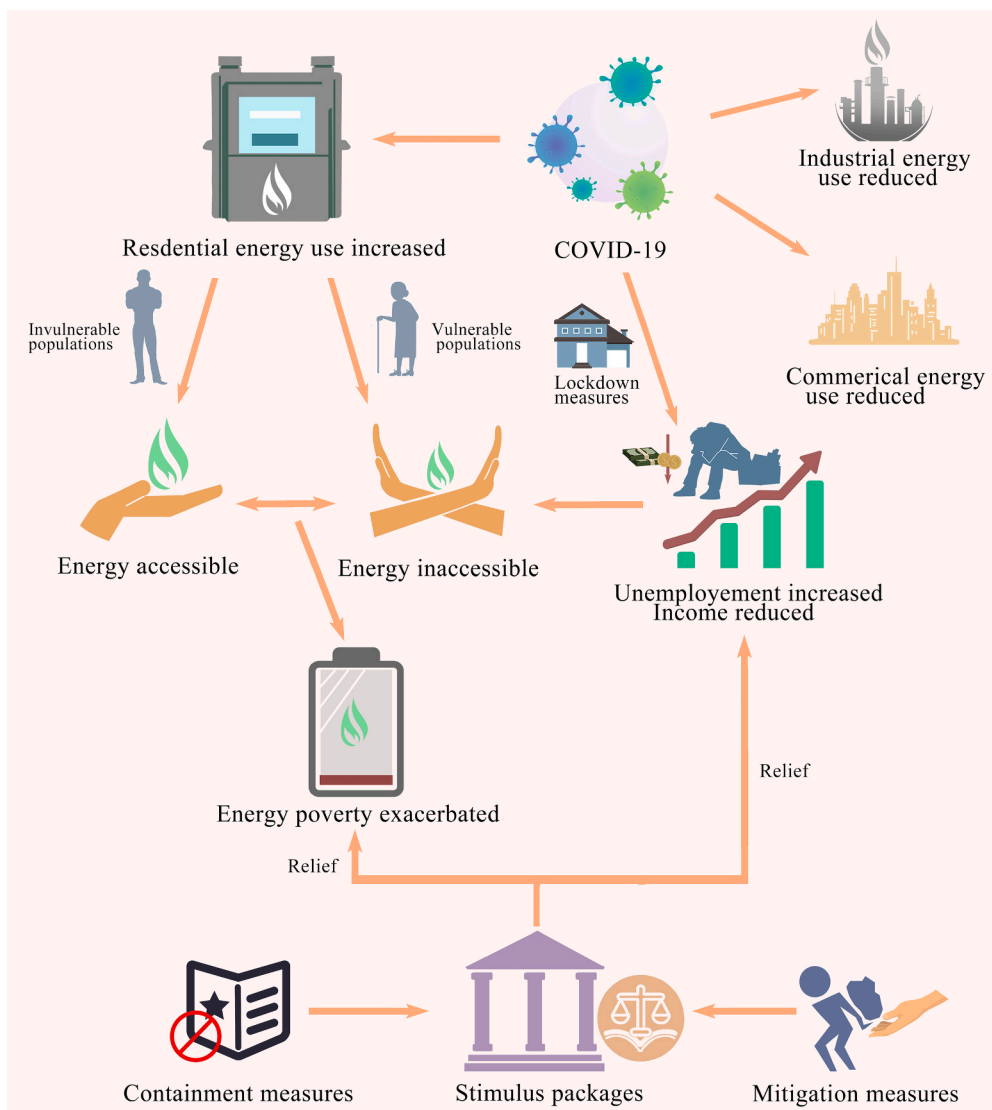 Industrial energy
use reduced
Resdential energy use increased
COVID-19
Invulnerable
populations
Vulnerable
populations
Lockdown
measures
Commerical energy
use reduced
Energy accessible
Energy inaccessible
Unemployement increased
Income reduced
Energy poverty exacerbated
Relief
Relief
Containment measures
Stimulus packages
Mitigation measures